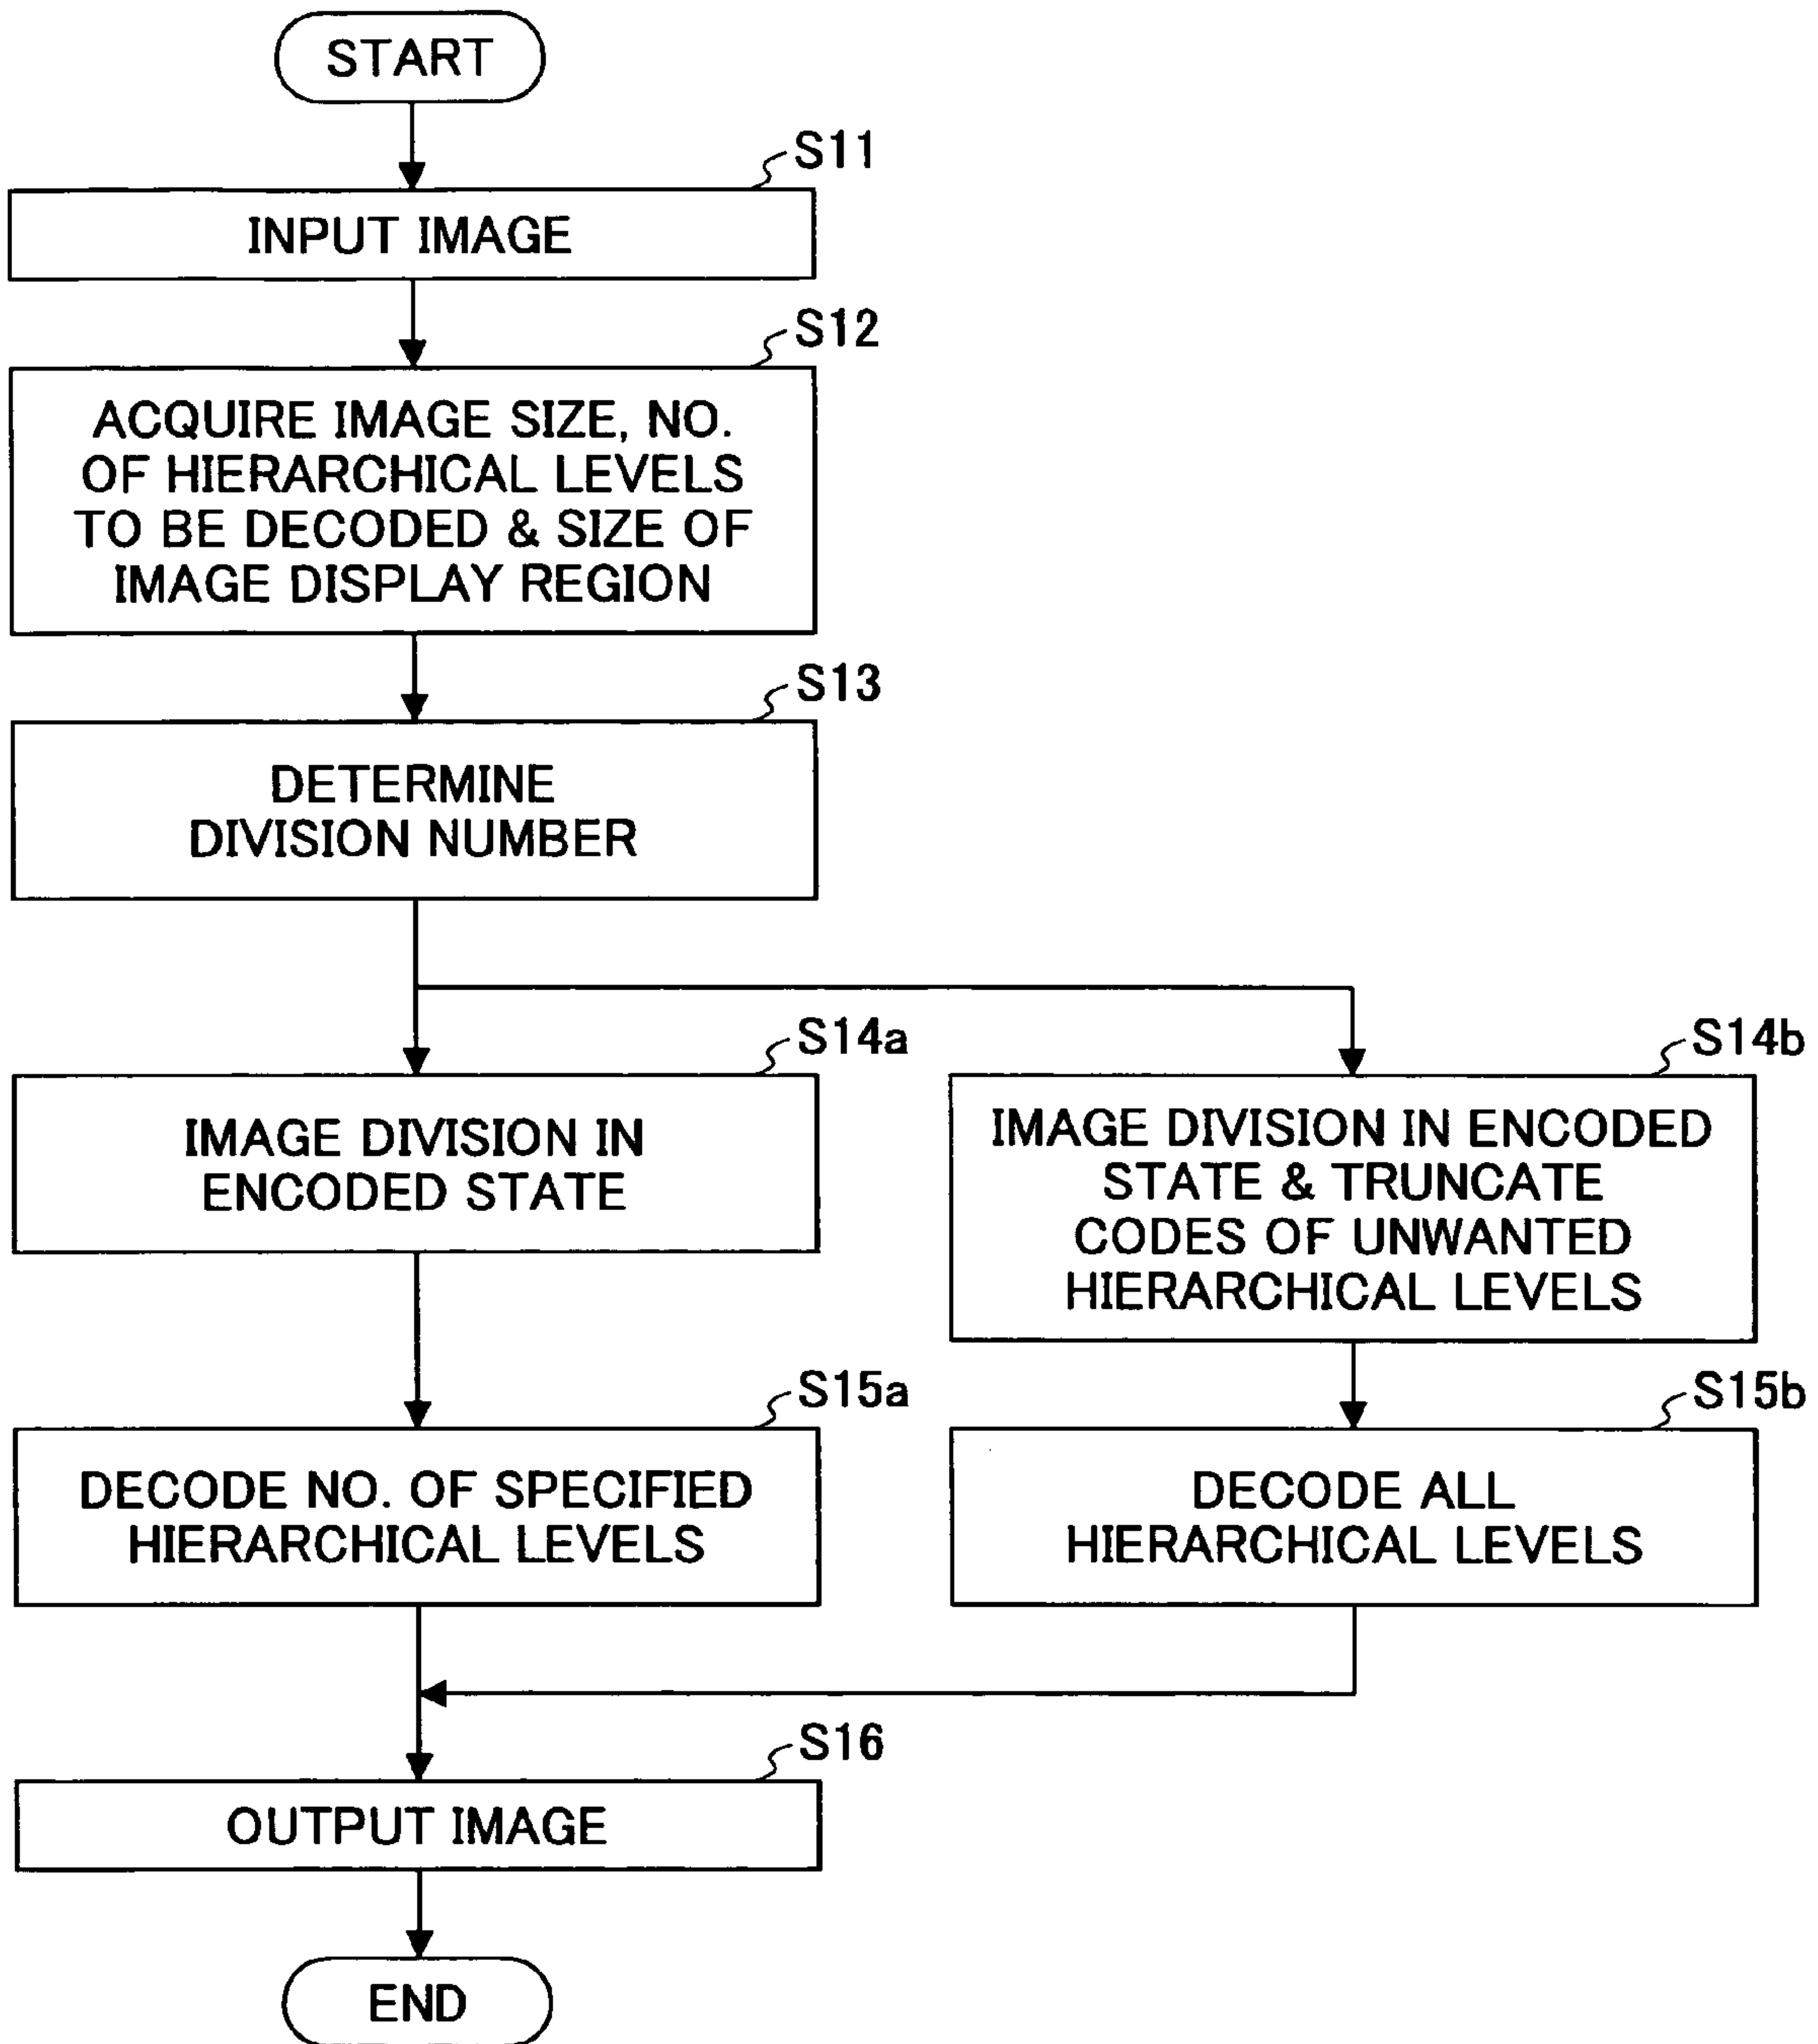 START
S11
INPUT IMAGE
S12
ACQUIRE IMAGE SIZE, NO.
OF HIERARCHICAL LEVELS
TO BE DECODED & SIZE OF
IMAGE DISPLAY REGION
S13
DETERMINE
DIVISION NUMBER
S14a
IMAGE DIVISION IN
ENCODED STATE
S14b
IMAGE DIVISION IN ENCODED
STATE & TRUNCATE
CODES OF UNWANTED
HIERARCHICAL LEVELS
S15a
DECODE NO. OF SPECIFIED
HIERARCHICAL LEVELS
S15b
DECODE ALL
HIERARCHICAL LEVELS
S16
OUTPUT IMAGE
END